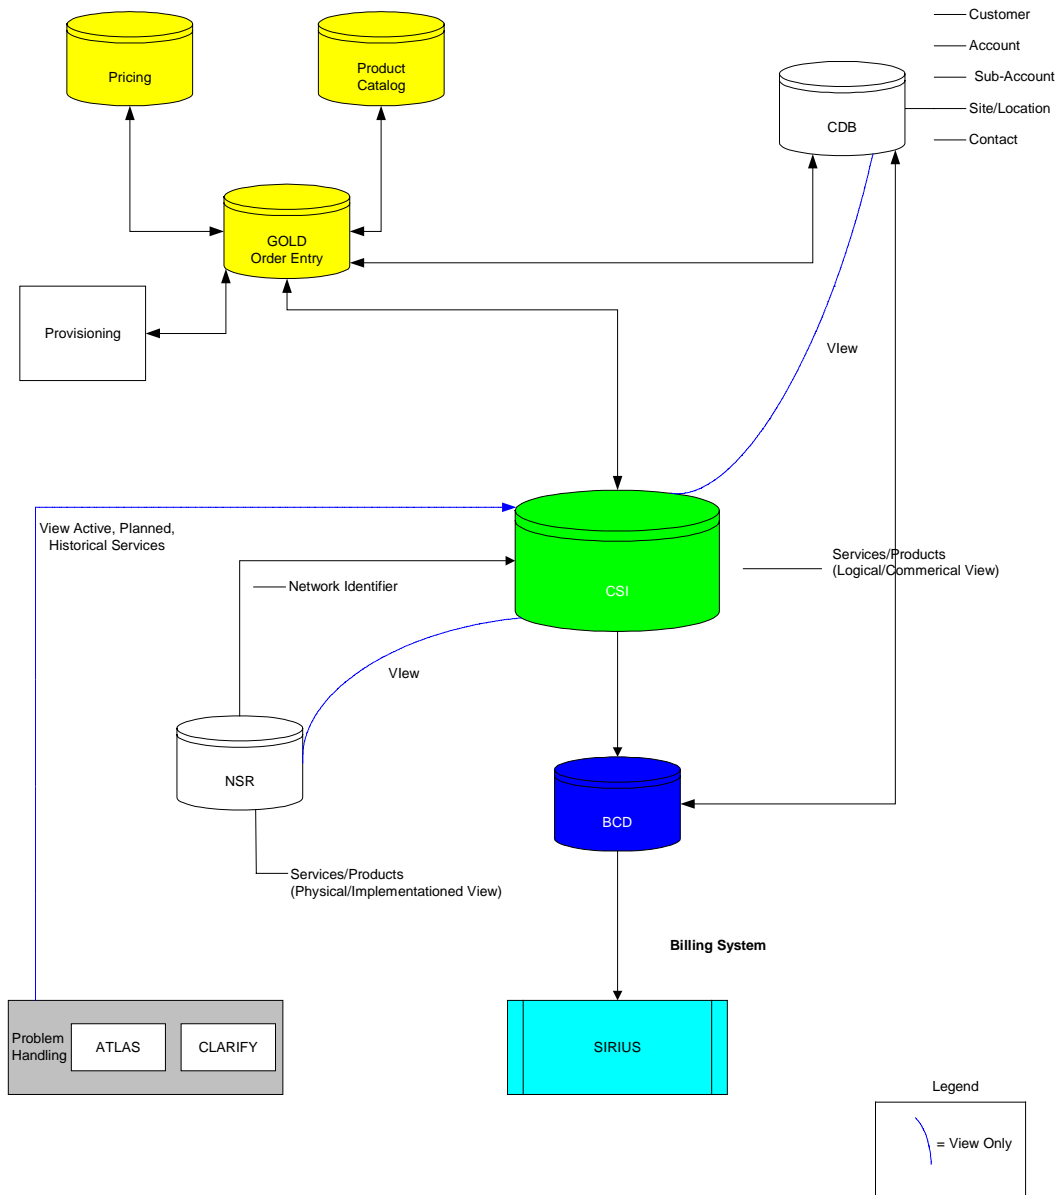 Customer
Account
Sub-Account
Site/Location
Contact
Pricing
Product
Catalog
CDB
GOLD
Order Entry
Provisioning
VIew
View Active, Planned,
Historical Services
Network Identifier
CSI
Services/Products
(Logical/Commerical View)
VIew
NSR
BCD
Services/Products
(Physical/Implementationed View)
Billing System
Problem
Handling
ATLAS
CLARIFY
SIRIUS
Legend
= View Only